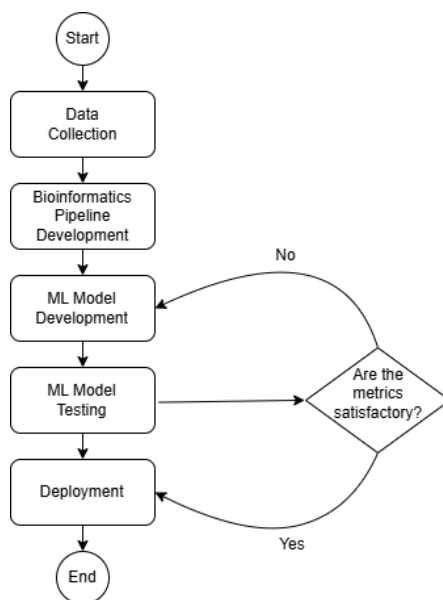 Start
Data
Collection
Bioinformatics
Pipeline
Development
No
ML Model
Development
Are the
metrics
satisfactory?
ML Model
Testing
Deployment
Yes
End